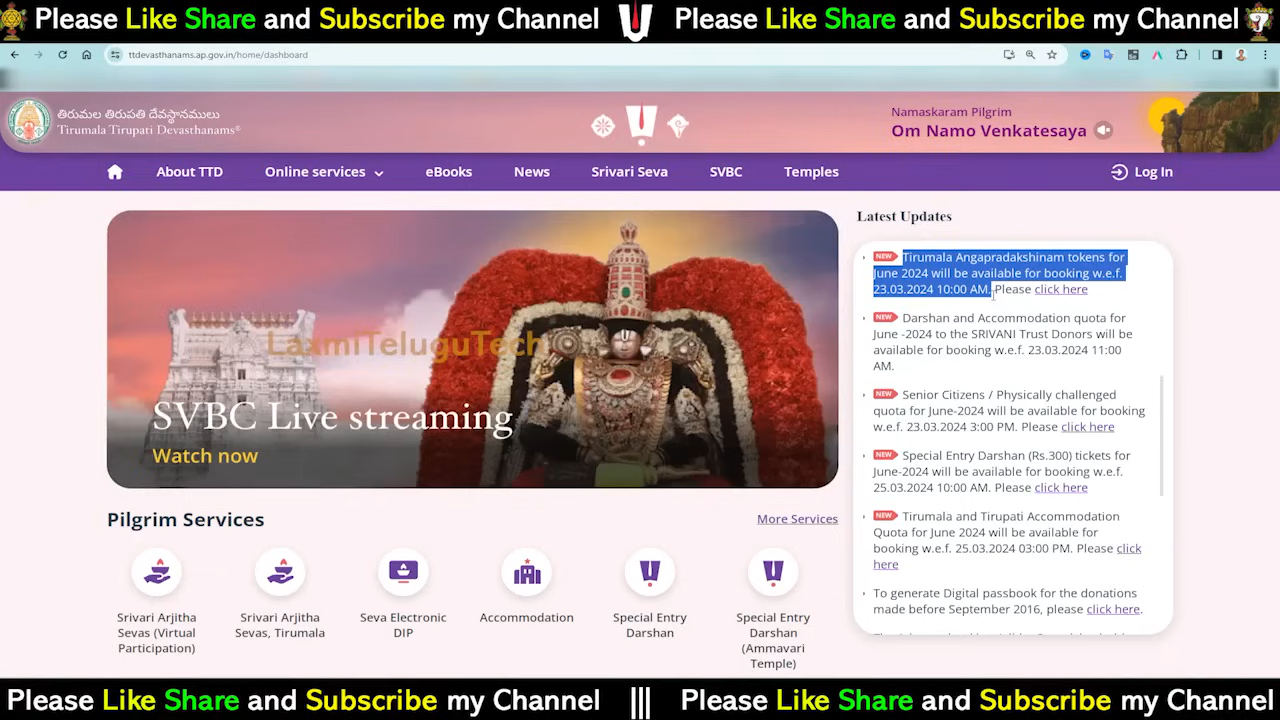 Please Like Share and Subscribe my Channel
Please Like Share and Subscribe my Channel
ttdevasthanams.ap.gov.in/home/dashboard
తిరుమల తిరుపతి దేవస్థానములు
Tirumala Tirupati Devasthanams®
Namaskaram Pilgrim
Om Namo Venkatesaya
About TTD
Online services
eBooks
News
Srivari Seva
SVBC
Temples
Log In
LaxmiTeluguTech
SVBC Live streaming
Watch now
Latest Updates
NEW Tirumala Angapradakshinam tokens for
June 2024 will be available for booking w.e.f.
23.03.2024 10:00 AM. Please click here
NEW Darshan and Accommodation quota for
June -2024 to the SRIVANI Trust Donors will be
available for booking w.e.f. 23.03.2024 11:00
AM.
NEW Senior Citizens / Physically challenged
quota for June-2024 will be available for booking
w.e.f. 23.03.2024 3:00 PM. Please click here
NEW Special Entry Darshan (Rs.300) tickets for
June-2024 will be available for booking w.e.f.
25.03.2024 10:00 AM. Please click here
NEW Tirumala and Tirupati Accommodation
Quota for June 2024 will be available for
booking w.e.f. 25.03.2024 03:00 PM. Please click
here
To generate Digital passbook for the donations
made before September 2016, please click here.
Pilgrim Services
More Services
Srivari Arjitha
Sevas (Virtual
Participation)
Srivari Arjitha
Sevas, Tirumala
Seva Electronic
DIP
Accommodation
Special Entry
Darshan
Special Entry
Darshan
(Ammavari
Temple)
Please Like Share and Subscribe my Channel
|||
Please Like Share and Subscribe my Channel